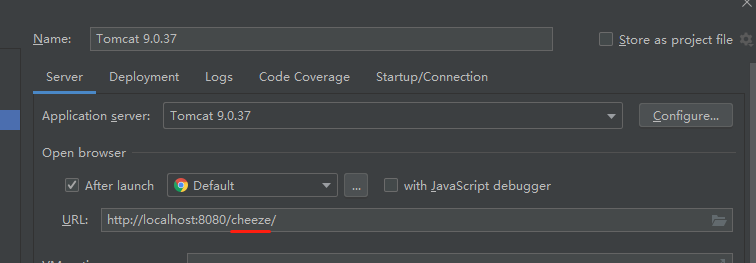 Name: Tomcat 9.0.37 Store as project file
Server Deployment Logs Code Coverage Startup/Connection
Application server: Tomcat 9.0.37 Configure...
Open browser
After launch Default ... with JavaScript debugger
URL: http://localhost:8080/cheeze/